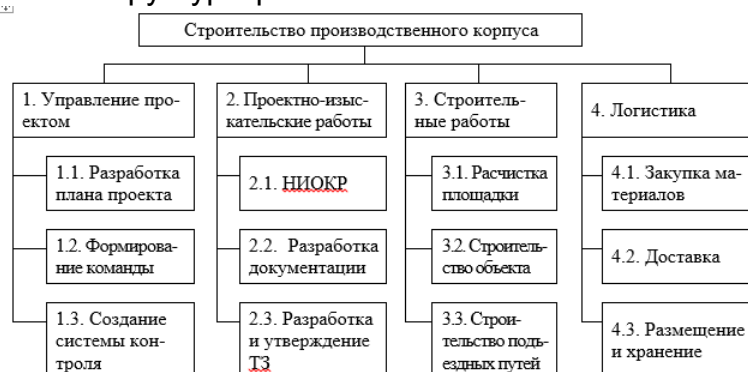 Строительство производственного корпуса
1. Управление про-
ектом
2. Проектно-изыс-
кательские работы
3. Строитель-
ные работы
4. Логистика
1.1. Разработка
плана проекта
2.1. НИОКР
3.1. Расчистка
площадки
4.1. Закупка ма-
териалов
1.2. Формирова-
ние команды
2.2. Разработка
документации
3.2. Строитель-
ство объекта
4.2. Доставка
1.3. Создание
системы кон-
троля
2.3. Разработка
и утверждение
ТЗ
3.3. Строи-
тельство подъ-
ездных путей
4.3. Размещение
и хранение